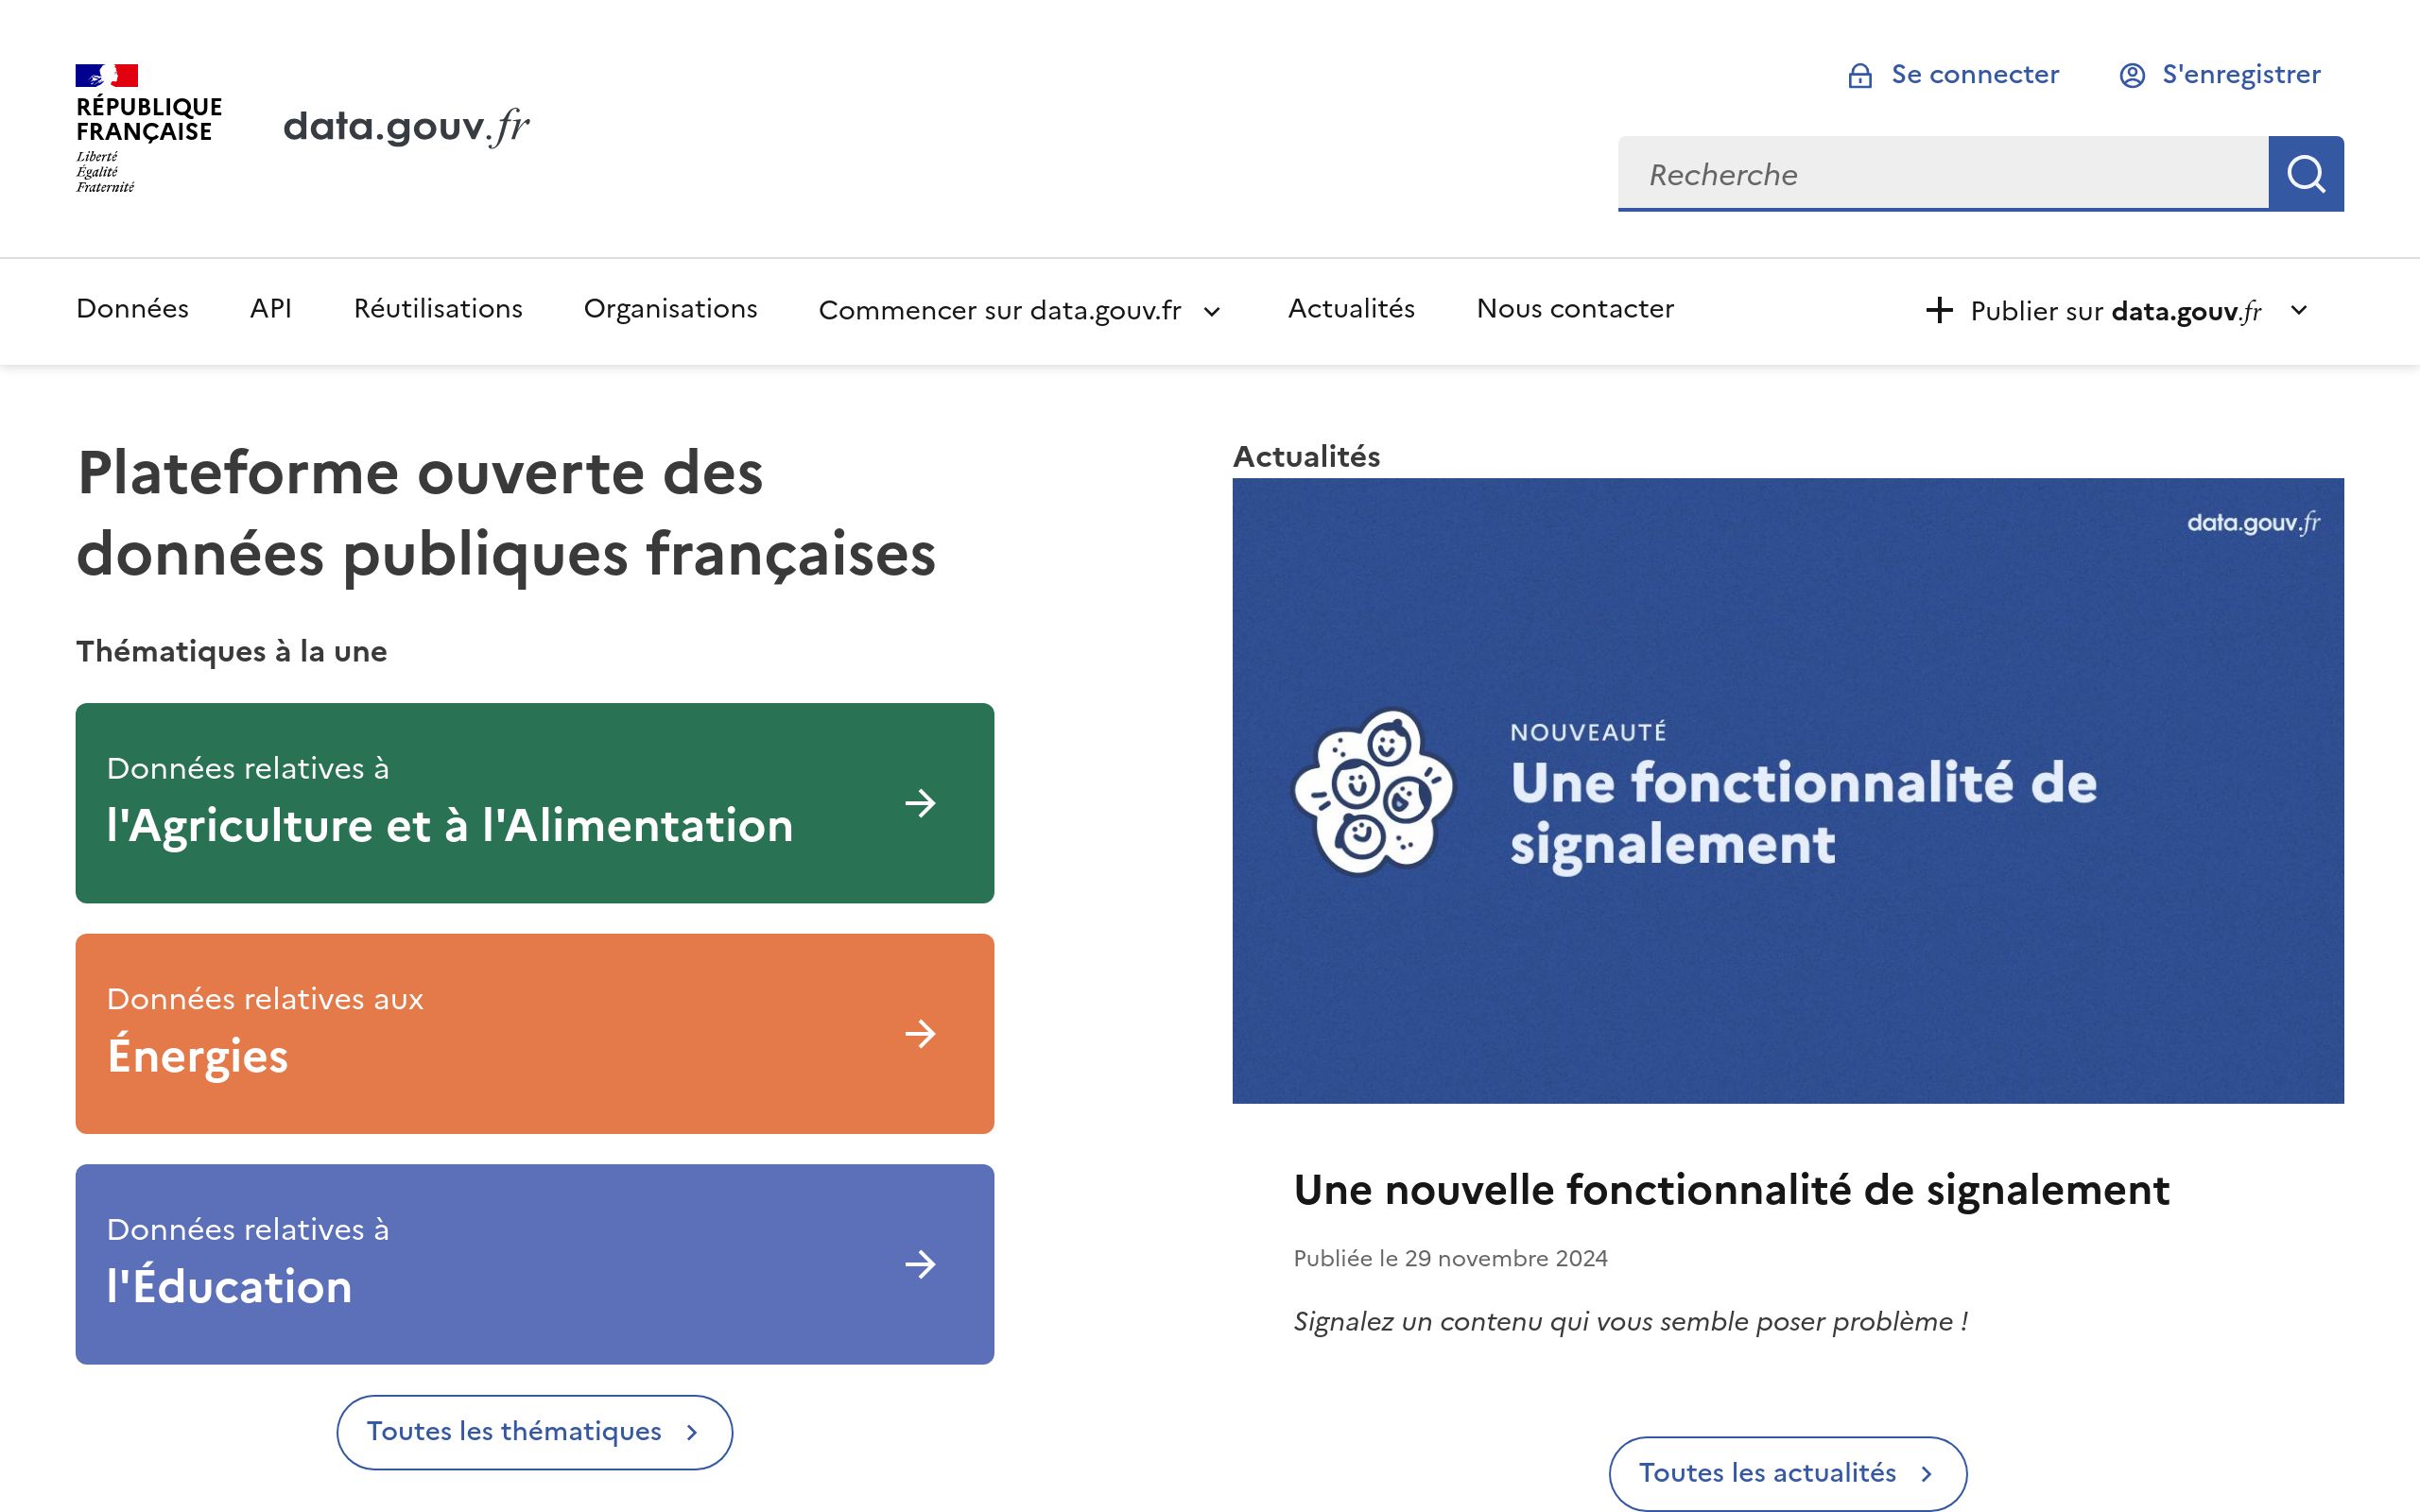 RÉPUBLIQUE
FRANÇAISE
Liberté
Égalité
Fraternité
data.gouv.fr
Se connecter
S'enregistrer
Recherche
Données
API
Réutilisations
Organisations
Commencer sur data.gouv.fr
Actualités
Nous contacter
Publier sur data.gouv.fr
Plateforme ouverte des
données publiques françaises
Thématiques à la une
Données relatives à
l'Agriculture et à l'Alimentation
Données relatives aux
Énergies
Données relatives à
l'Éducation
Toutes les thématiques
Actualités
data.gouv.fr
NOUVEAUTÉ
Une fonctionnalité de
signalement
Une nouvelle fonctionnalité de signalement
Publiée le 29 novembre 2024
Signalez un contenu qui vous semble poser problème !
Toutes les actualités